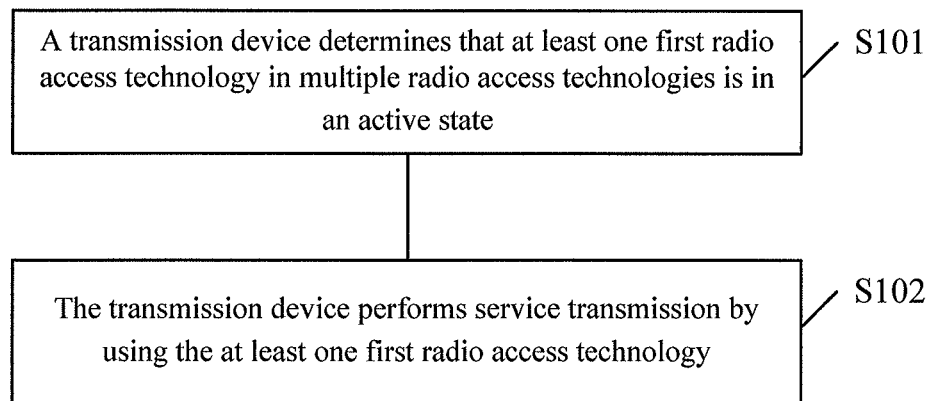 A transmission device determines that at least one first radio
access technology in multiple radio access technologies is in
an active state
S101
The transmission device performs service transmission by
using the at least one first radio access technology
S102